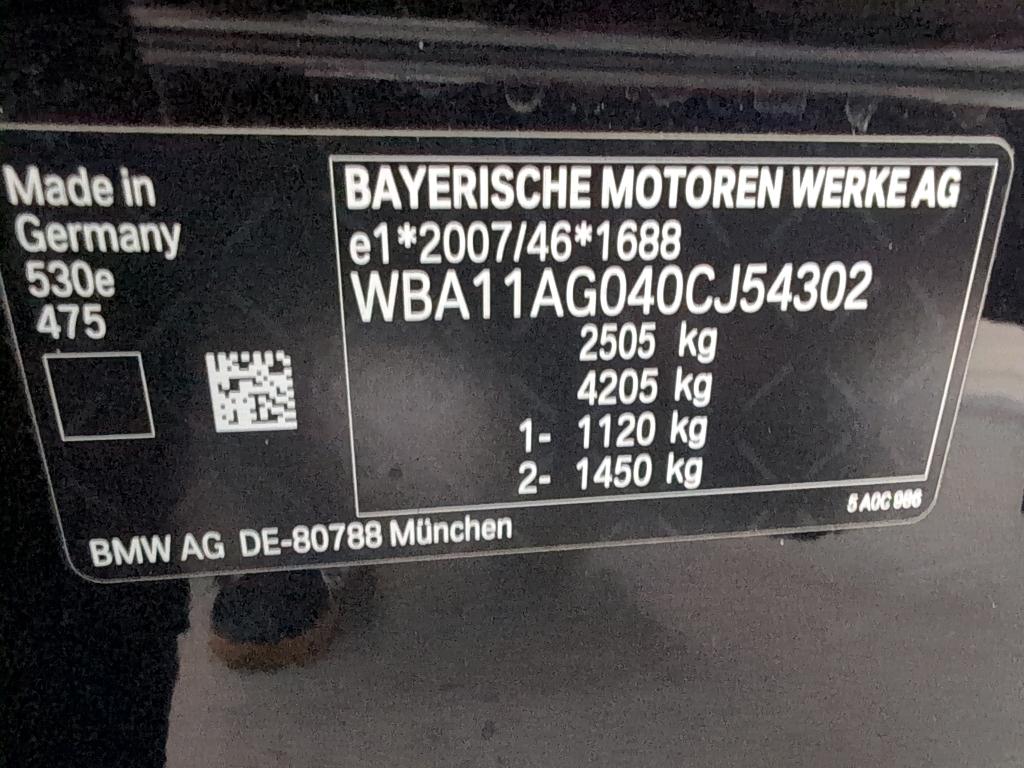 Made in
Germany
530e
475
BAYERISCHE MOTOREN WERKE AG
e1*2007/46*1688
WBA11AG040CJ54302
2505 kg
4205 kg
1- 1120 kg
2- 1450 kg
5 A0C 986
BMW AG DE-80788 München